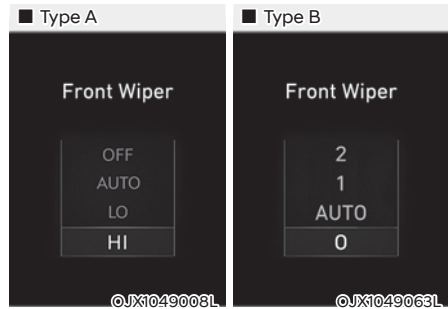 ■ Type A
Front Wiper
OFF
AUTO
LO
HI
OJX1049008L
■ Type B
Front Wiper
2
1
AUTO
0
OJX1049063L